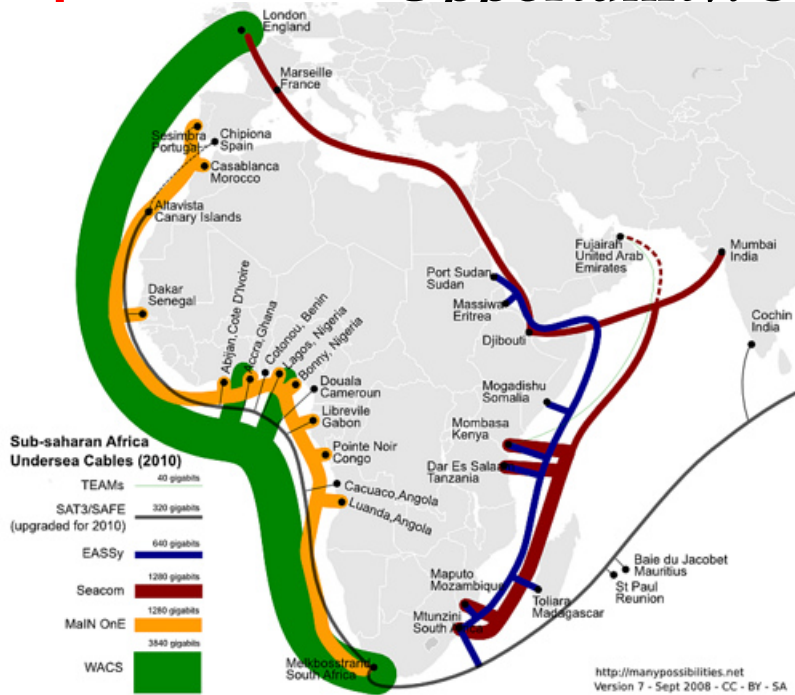 London
England
Marseille
France
Sesimbra
Portugal
Chipiona
Spain
Casablanca
Morocco
Altavista
Canary Islands
Dakar
Senegal
Abijan,Cote D'Ivoire
Accra,Ghana
Cotonou, Benin
Lagos, Nigeria
Bonny, Nigeria
Douala
Cameroun
Libreville
Gabon
Pointe Noir
Congo
Cacuaco,Angola
Luanda,Angola
Melkbosstrand
South Africa
Port Sudan
Sudan
Massiwa
Eritrea
Djibouti
Mogadishu
Somalia
Mombasa
Kenya
Dar Es Salaa
Tanzania
Maputo
Mozambique
Mtunzini
South Africa
Toliara
Madagascar
Fujairah
United Arab
Emirates
Mumbai
India
Cochin
India
Baie du Jacobet
Mauritius
St Paul
Reunion
Sub-saharan Africa
Undersea Cables (2010)
TEAMs 40 gigabits
SAT3/SAFE 320 gigabits
(upgraded for 2010)
EASSy 640 gigabits
Seacom 1280 gigabits
MaIN OnE 1280 gigabits
WACS 3840 gigabits
http://manypossibilities.net
Version 7 - Sept 2008 - CC - BY - SA